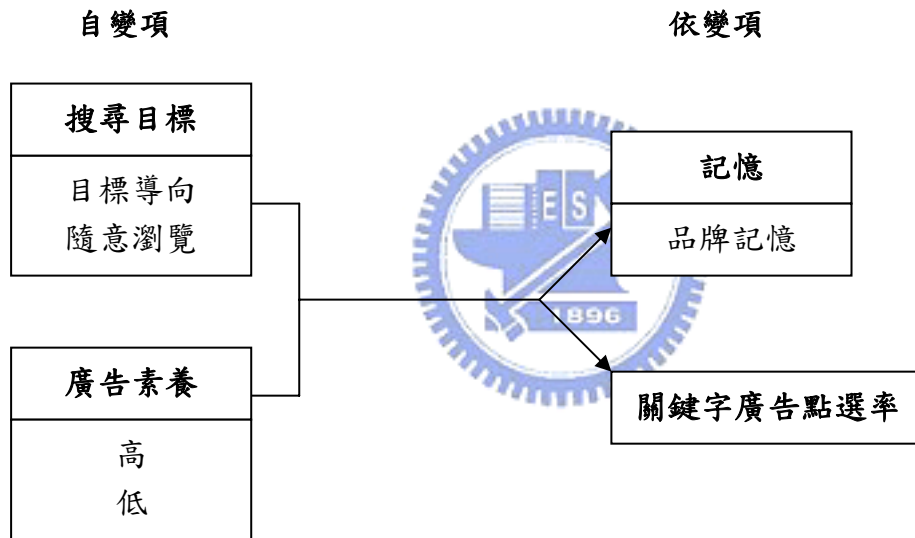 自變項
依變項
搜尋目標
目標導向
隨意瀏覽
記憶
品牌記憶
ES
1896
廣告素養
高
低
關鍵字廣告點選率